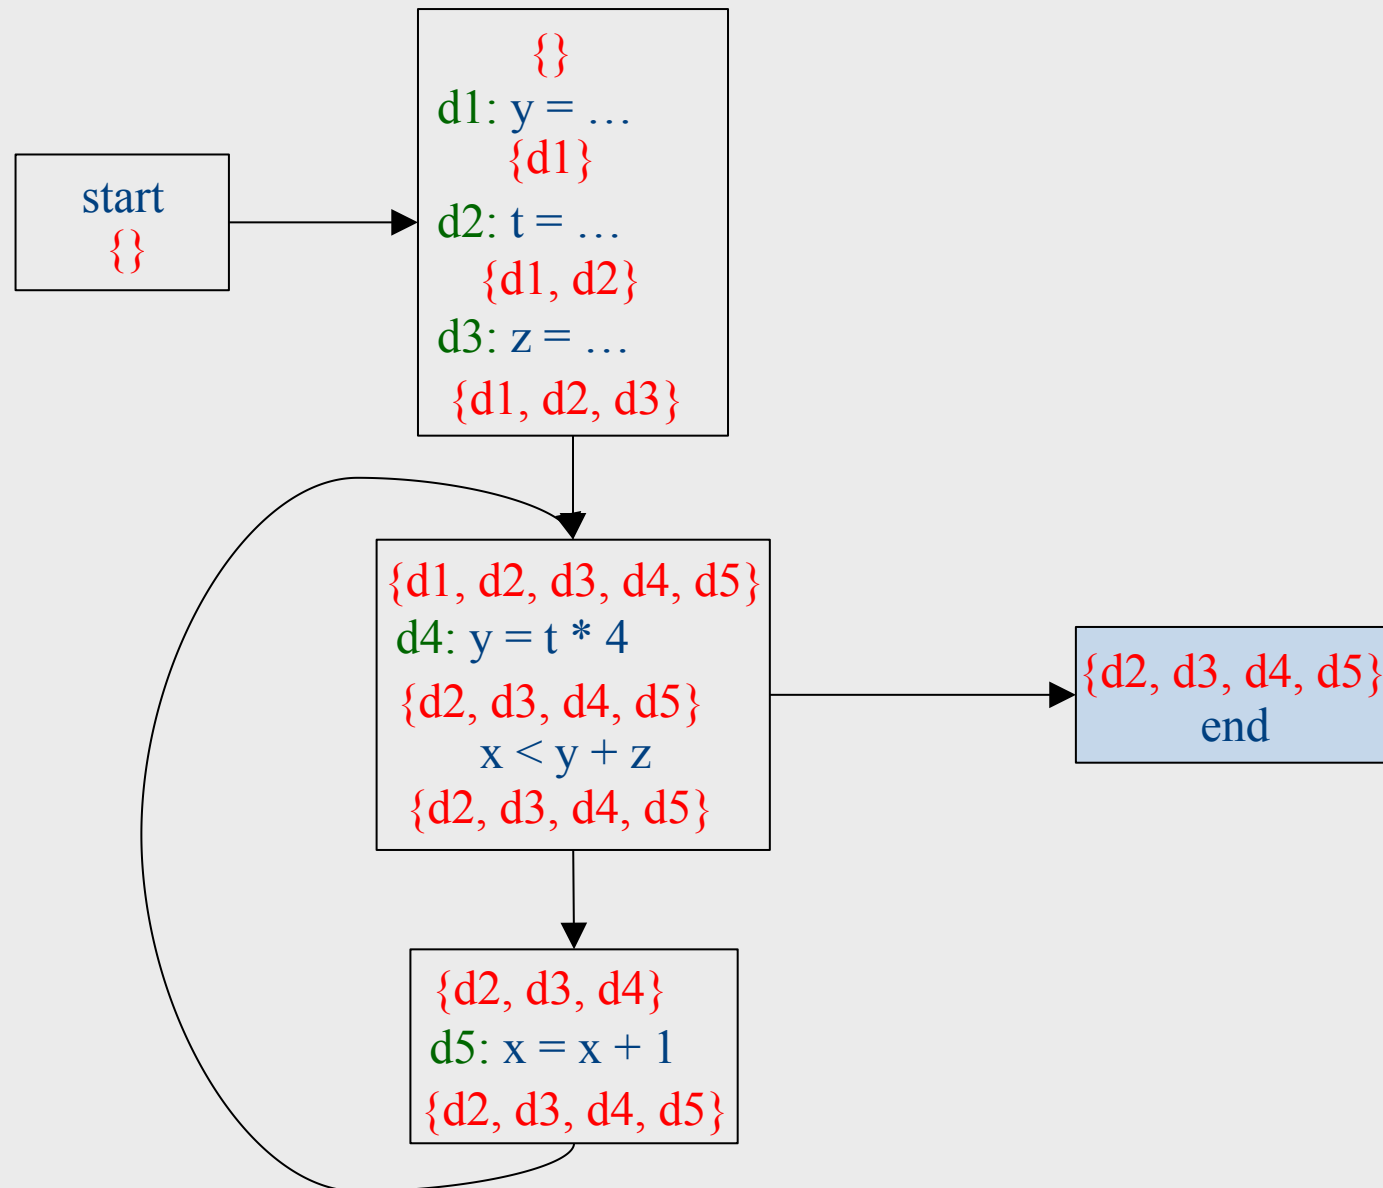 start
{}
{}
d1: y = …
{d1}
d2: t = …
{d1, d2}
d3: z = …
{d1, d2, d3}
{d1, d2, d3, d4, d5}
d4: y = t * 4
{d2, d3, d4, d5}
x < y + z
{d2, d3, d4, d5}
{d2, d3, d4, d5}
end
{d2, d3, d4}
d5: x = x + 1
{d2, d3, d4, d5}